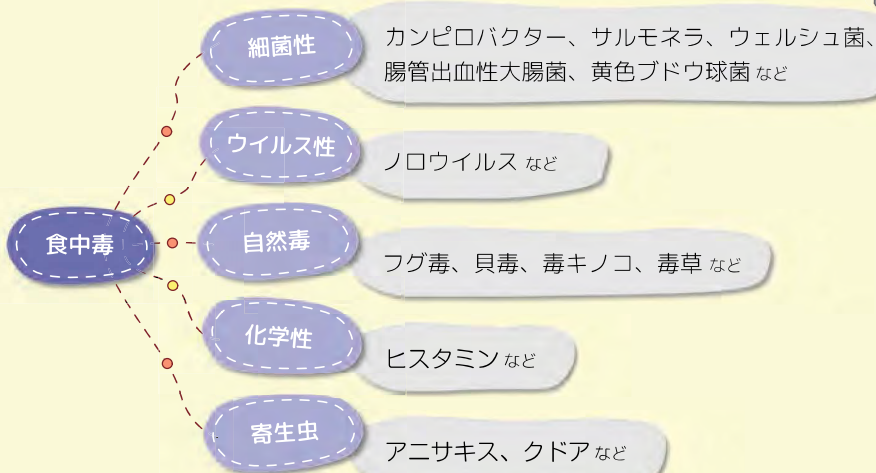 細菌性
カンピロバクター、サルモネラ、ウェルシュ菌、
腸管出血性大腸菌、黄色ブドウ球菌 など
ウイルス性
ノロウイルス など
食中毒
自然毒
フグ毒、貝毒、毒キノコ、毒草 など
化学性
ヒスタミン など
寄生虫
アニサキス、クドア など